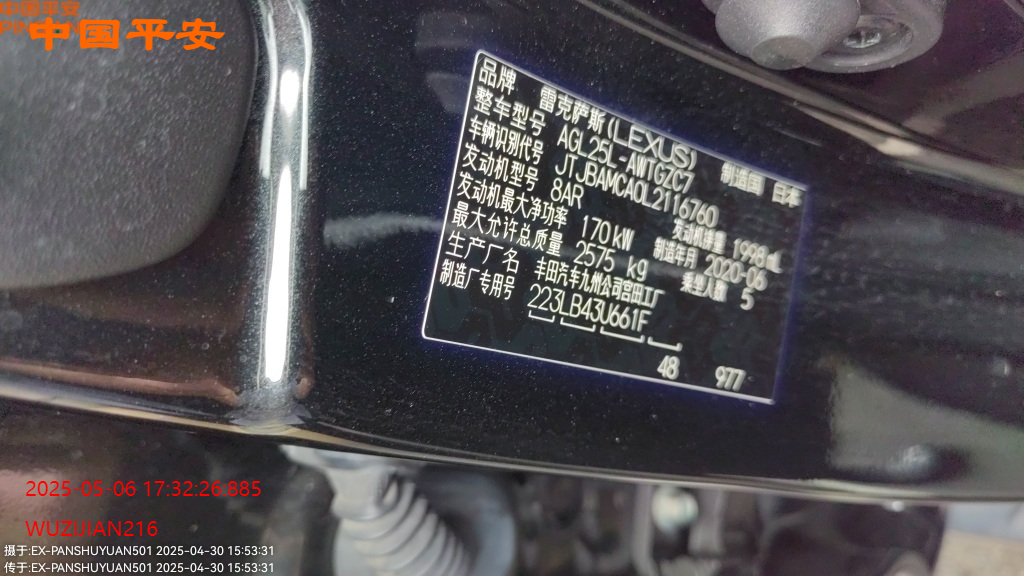 中国平安
中国平安
品牌 雷克萨斯(LEXUS) 制造国 日本
整车型号 AGL25L-AWTGZC7
车辆识别代号 JTJBAMCA0L2116760
发动机型号 8AR 发动机排量 1998mL
发动机最大净功率 170kW 制造年月 2020-06
最大允许总质量 2575 kg 乘坐人数 5
生产厂名 丰田汽车九州公司宫田工厂
制造厂专用号 223LB43U661F
48 977
2025-05-06 17:32:26.885
WUZIJIAN216
摄于:EX-PANSHUYUAN501 2025-04-30 15:53:31
传于:EX-PANSHUYUAN501 2025-04-30 15:53:31